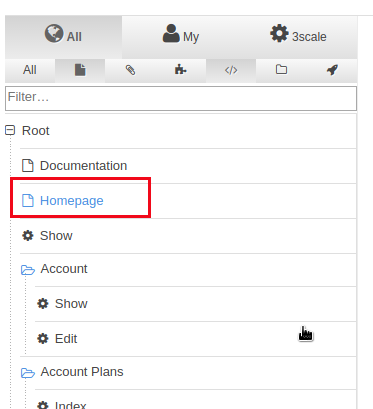 All My 3scale
All </>
Filter...
Root
Documentation
Homepage
Show
Account
Show
Edit
Account Plans
Index